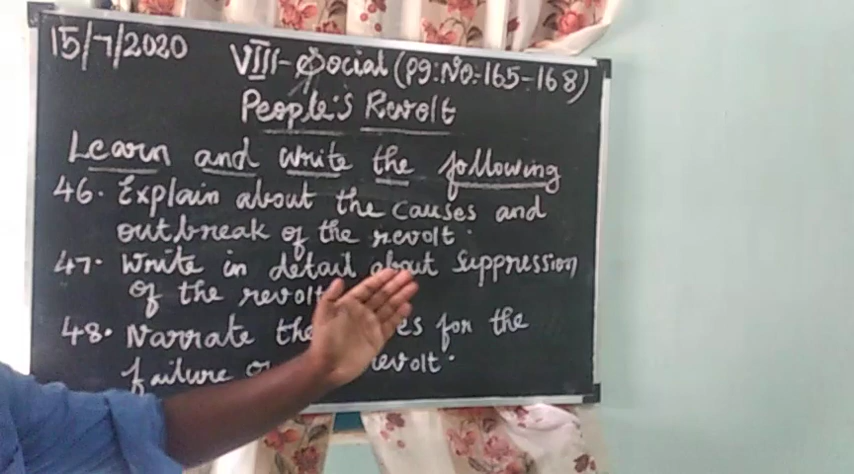 15/7/2020
VIII-Social (pg:No:-165-168)
People's Revolt
Learn and write the following
46. Explain about the causes and
outbreak of the revolt.
47. Write in detail about suppression
of the revolt
48. Narrate the es for the
failure revolt.